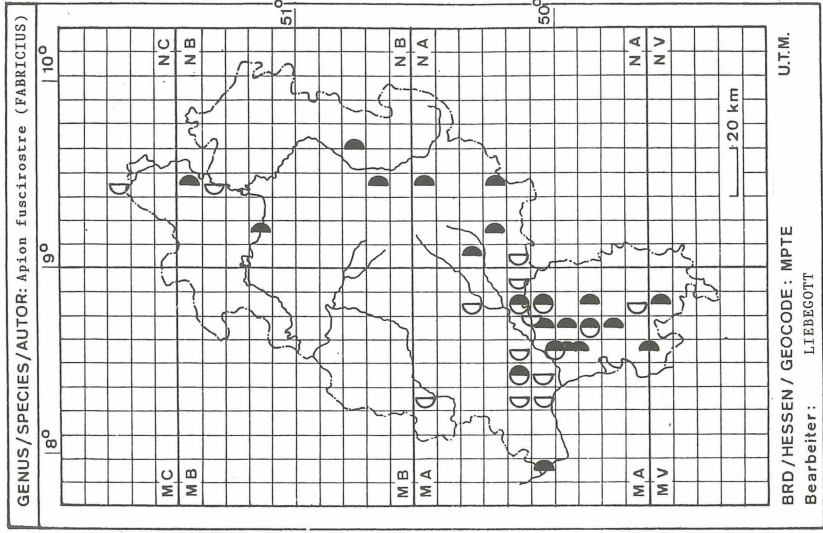 GENUS/SPECIES/AUTOR: Apion fuscirostre (FABRICIUS)
8° 9° 10°
MC NC
MB NB
51°
MB NB
MA NA
50°
MA NA
MV NV
20 km
BRD/HESSEN/ GEOCODE: MPTE U.T.M.
Bearbeiter: LIEBEGOTT